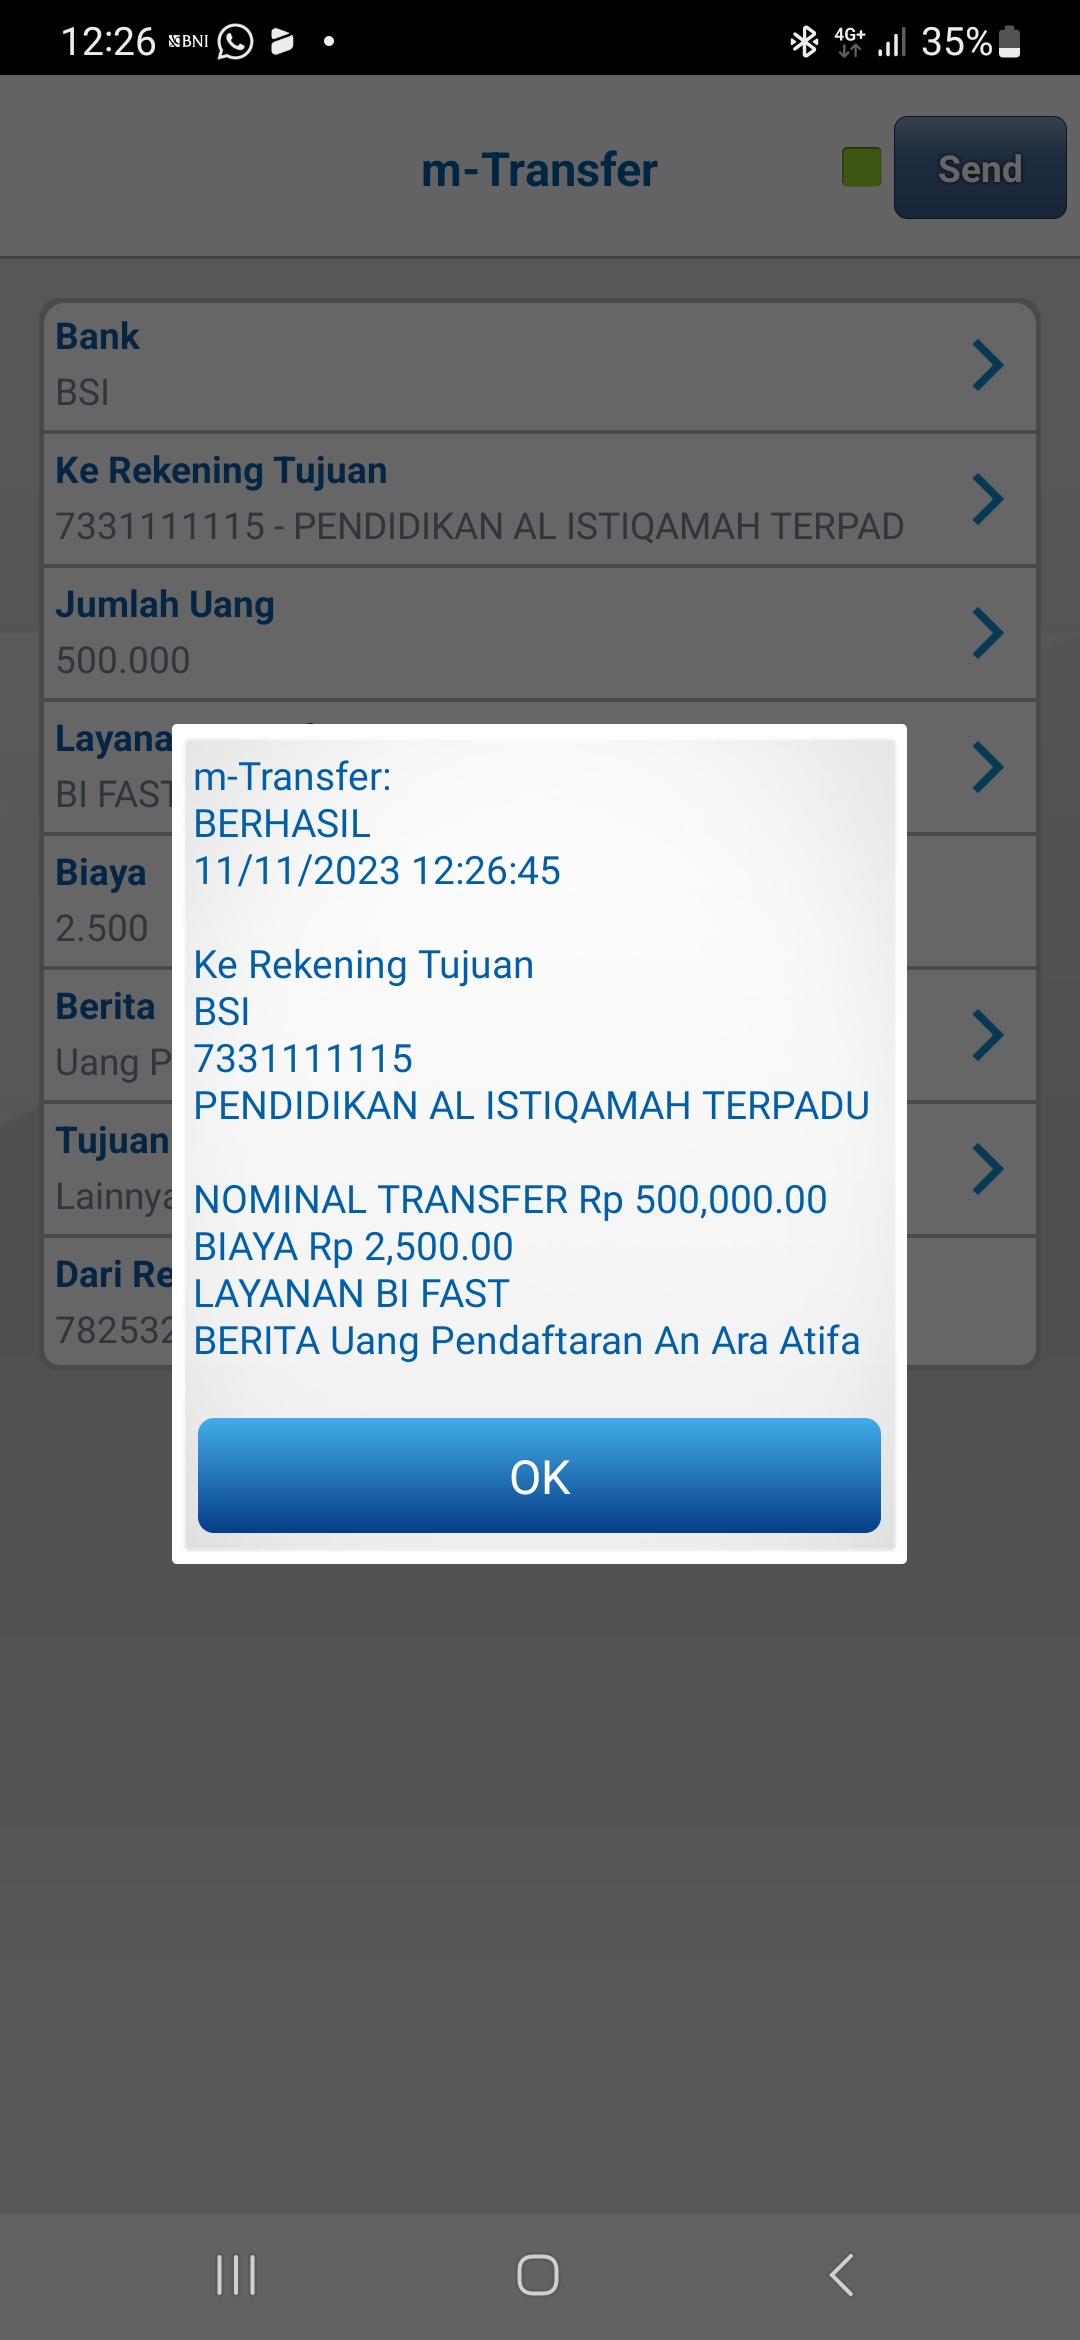 12:26 BNI 4G+ 35%
m-Transfer
Send
Bank
BSI
Ke Rekening Tujuan
7331111115 - PENDIDIKAN AL ISTIQAMAH TERPAD
Jumlah Uang
500.000
BI FAST
Biaya
2.500
Berita
Uang
Tujuan
Lainnya
Dari
m-Transfer:
BERHASIL
11/11/2023 12:26:45
Ke Rekening Tujuan
BSI
7331111115
PENDIDIKAN AL ISTIQAMAH TERPADU
NOMINAL TRANSFER Rp 500,000.00
BIAYA Rp 2,500.00
LAYANAN BI FAST
BERITA Uang Pendaftaran An Ara Atifa
OK